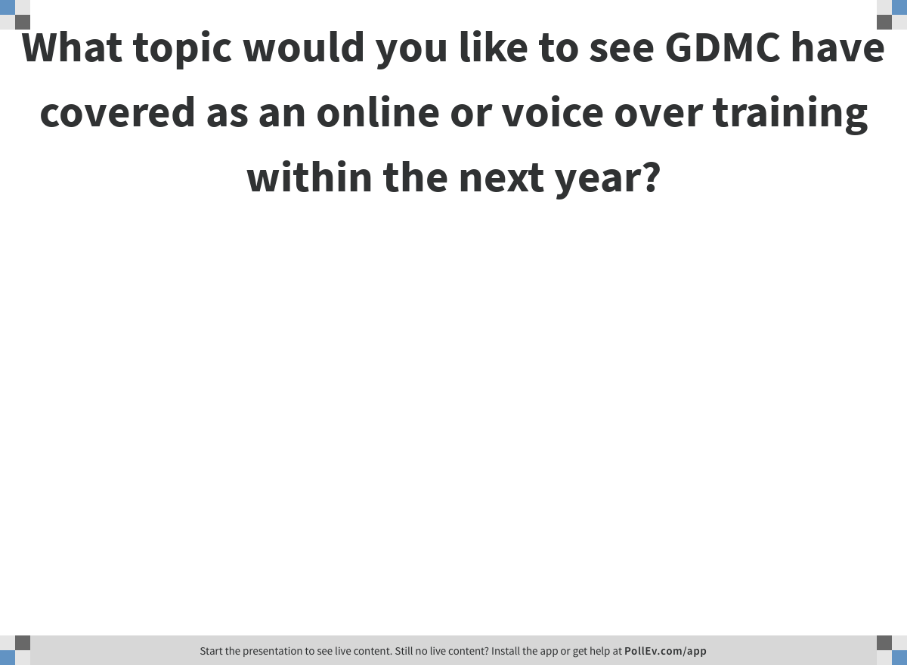 What topic would you like to see GDMC have
covered as an online or voice over training
within the next year?
Start the presentation to see live content. Still no live content? Install the app or get help at PollEv.com/app